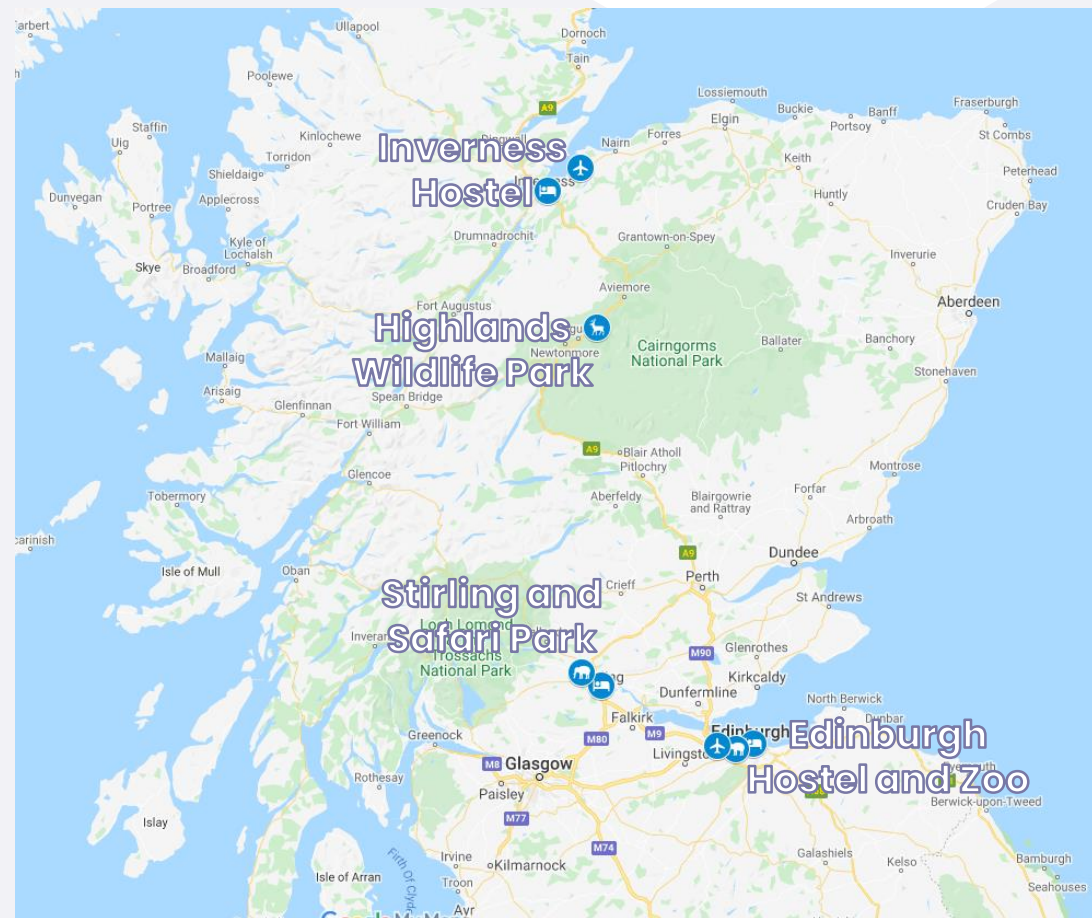 Ullapool
Dornoch
Tain
Poolewe
A9
Lossiemouth
Buckie
Banff
Fraserburgh
Portsoy
St Combs
Elgin
Forres
Nairn
Staffin
Uig
Kinlochewe
Torridon
Inverness
Hostel
Keith
Peterhead
Shieldaig
Applecross
Dunvegan
Portree
Huntly
Cruden Bay
Kyle of
Lochalsh
Drumnadrochit
Grantown-on-Spey
Inverurie
Skye
Broadford
Aviemore
Aberdeen
Fort Augustus
Highlands
Wildlife Park
Newtonmore
Cairngorms
National Park
Ballater
Banchory
Stonehaven
Mallaig
Arisaig
Glenfinnan
Spean Bridge
Fort William
A9
Blair Atholl
Pitlochry
Glencoe
Montrose
Tobermory
Aberfeldy
Blairgowrie
and Rattray
Forfar
Arbroath
A9
Dundee
Isle of Mull
Oban
Stirling and
Safari Park
Crieff
Perth
St Andrews
National Park
M90
Glenrothes
Kirkcaldy
Dunfermline
North Berwick
Dunbar
Falkirk
M9
M80
Edinburgh
Edinburgh
Hostel and Zoo
Greenock
M8
Glasgow
Paisley
Rothesay
M77
Berwick-upon-Tweed
Islay
M74
Galashiels
Kelso
Bamburgh
Seahouses
Irvine
Kilmarnock
Troon
Ayr
Isle of Arran